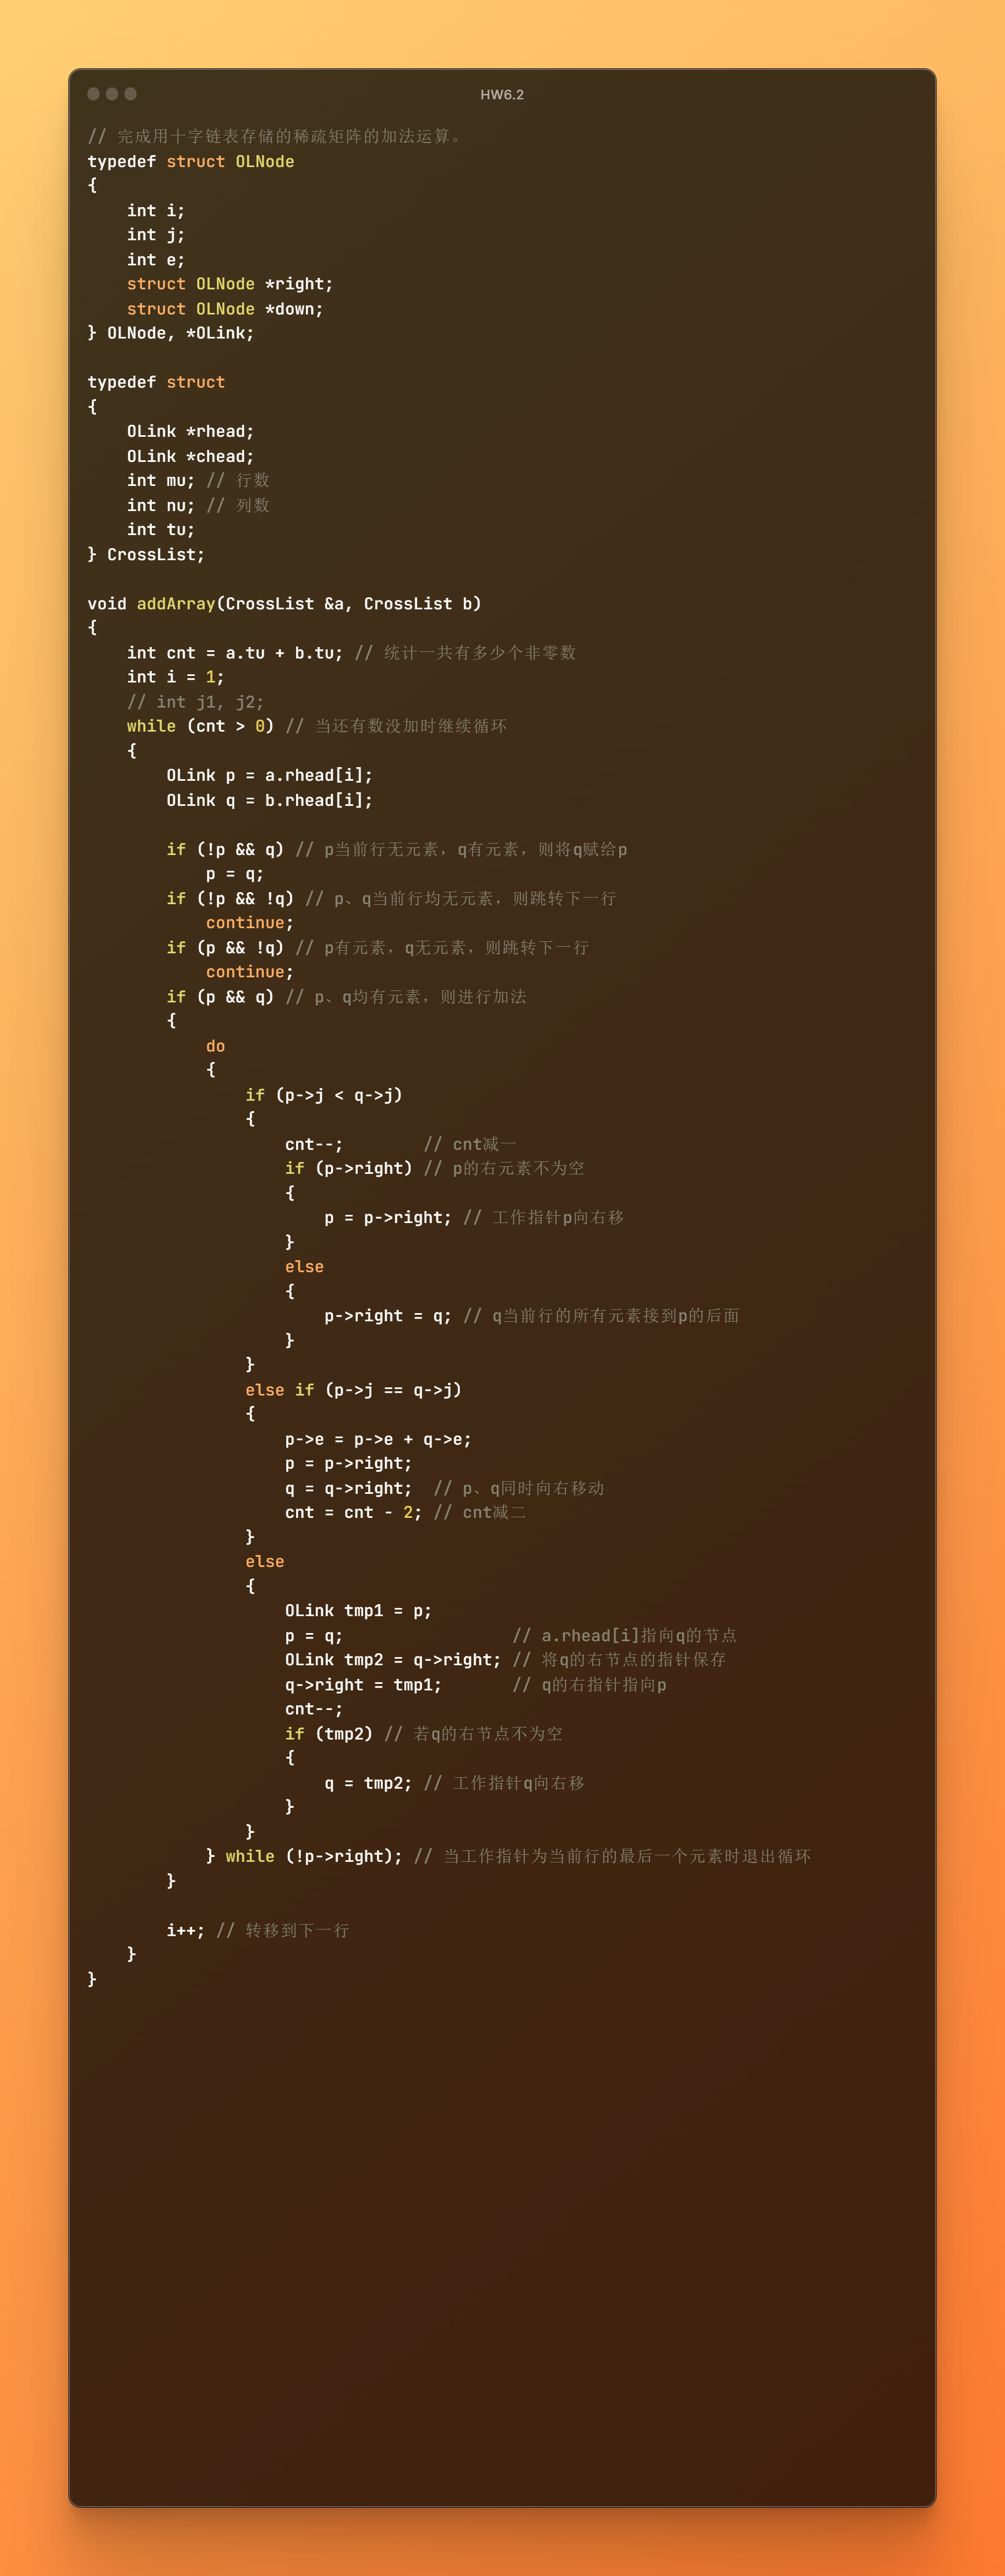 HW6.2
// 完成用十字链表存储的稀疏矩阵的加法运算。
typedef struct OLNode
{
    int i;
    int j;
    int e;
    struct OLNode *right;
    struct OLNode *down;
} OLNode, *OLink;

typedef struct
{
    OLink *rhead;
    OLink *chead;
    int mu; // 行数
    int nu; // 列数
    int tu;
} CrossList;

void addArray(CrossList &a, CrossList b)
{
    int cnt = a.tu + b.tu; // 统计一共有多少个非零数
    int i = 1;
    // int j1, j2;
    while (cnt > 0) // 当还有数没加时继续循环
    {
        OLink p = a.rhead[i];
        OLink q = b.rhead[i];

        if (!p && q) // p当前行无元素，q有元素，则将q赋给p
            p = q;
        if (!p && !q) // p、q当前行均无元素，则跳转下一行
            continue;
        if (p && !q) // p有元素，q无元素，则跳转下一行
            continue;
        if (p && q) // p、q均有元素，则进行加法
        {
            do
            {
                if (p->j < q->j)
                {
                    cnt--;        // cnt减一
                    if (p->right) // p的右元素不为空
                    {
                        p = p->right; // 工作指针p向右移
                    }
                    else
                    {
                        p->right = q; // q当前行的所有元素接到p的后面
                    }
                }
                else if (p->j == q->j)
                {
                    p->e = p->e + q->e;
                    p = p->right;
                    q = q->right;  // p、q同时向右移动
                    cnt = cnt - 2; // cnt减二
                }
                else
                {
                    OLink tmp1 = p;
                    p = q;                 // a.rhead[i]指向q的节点
                    OLink tmp2 = q->right; // 将q的右节点的指针保存
                    q->right = tmp1;       // q的右指针指向p
                    cnt--;
                    if (tmp2) // 若q的右节点不为空
                    {
                        q = tmp2; // 工作指针q向右移
                    }
                }
            } while (!p->right); // 当工作指针为当前行的最后一个元素时退出循环
        }

        i++; // 转移到下一行
    }
}